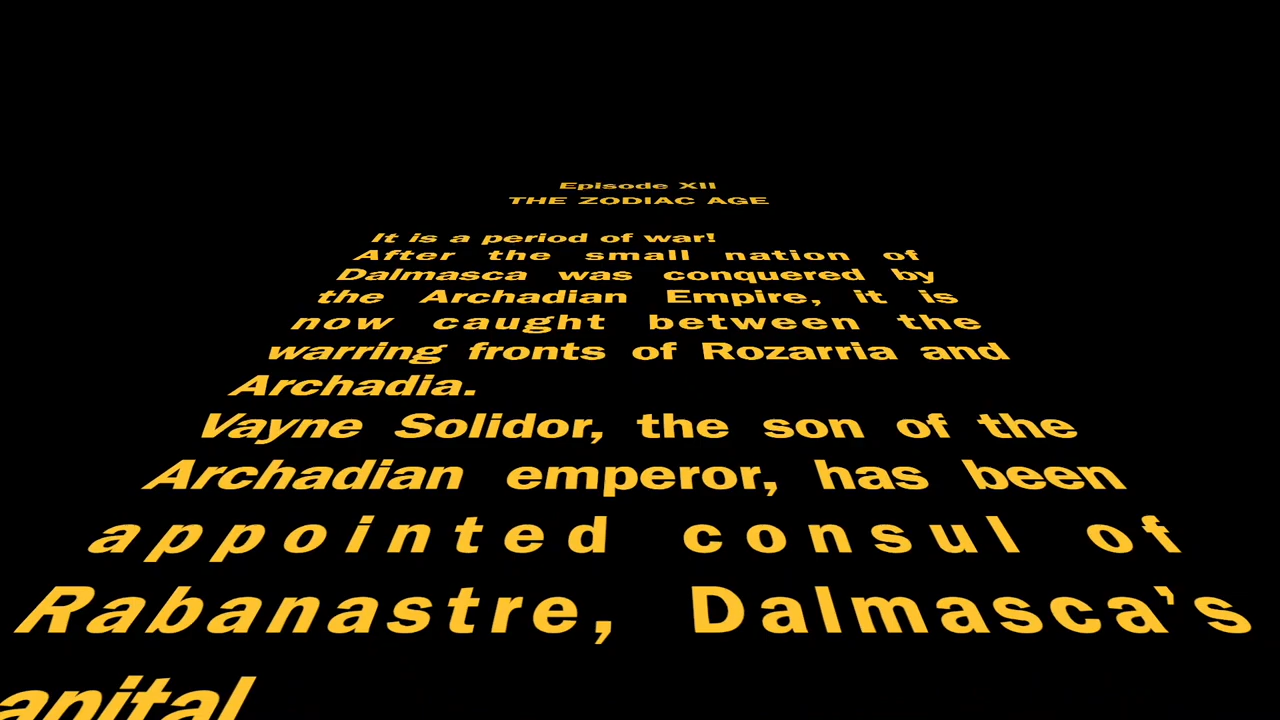 Episode XII
THE ZODIAC AGE
It is a period of war!
After the small nation of
Dalmasca was conquered by
the Archadian Empire, it is
now caught between the
warring fronts of Rozarria and
Archadia.
Vayne Solidor, the son of the
Archadian emperor, has been
appointed consul of
Rabanastre, Dalmasca’s